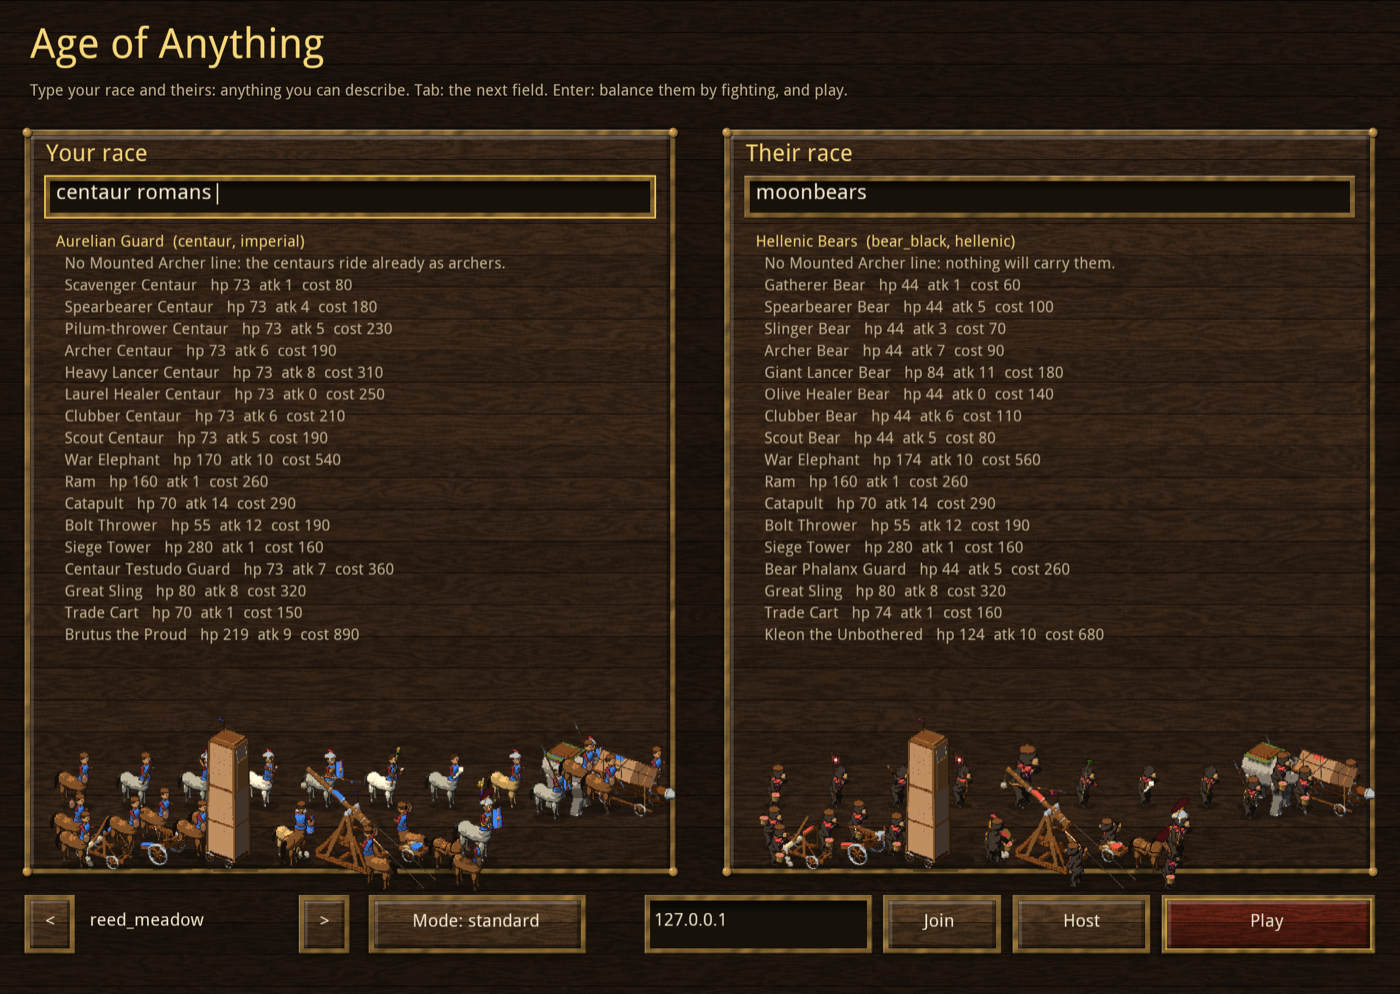 Age of Anything
Type your race and theirs: anything you can describe. Tab: the next field. Enter: balance them by fighting, and play.
Your race
centaur romans
Aurelian Guard (centaur, imperial)
No Mounted Archer line: the centaurs ride already as archers.
Scavenger Centaur hp 73 atk 1 cost 80
Spearbearer Centaur hp 73 atk 4 cost 180
Pilum-thrower Centaur hp 73 atk 5 cost 230
Archer Centaur hp 73 atk 6 cost 190
Heavy Lancer Centaur hp 73 atk 8 cost 310
Laurel Healer Centaur hp 73 atk 0 cost 250
Clubber Centaur hp 73 atk 6 cost 210
Scout Centaur hp 73 atk 5 cost 190
War Elephant hp 170 atk 10 cost 540
Ram hp 160 atk 1 cost 260
Catapult hp 70 atk 14 cost 290
Bolt Thrower hp 55 atk 12 cost 190
Siege Tower hp 280 atk 1 cost 160
Centaur Testudo Guard hp 73 atk 7 cost 360
Great Sling hp 80 atk 8 cost 320
Trade Cart hp 70 atk 1 cost 150
Brutus the Proud hp 219 atk 9 cost 890
Their race
moonbears
Hellenic Bears (bear_black, hellenic)
No Mounted Archer line: nothing will carry them.
Gatherer Bear hp 44 atk 1 cost 60
Spearbearer Bear hp 44 atk 5 cost 100
Slinger Bear hp 44 atk 3 cost 70
Archer Bear hp 44 atk 7 cost 90
Giant Lancer Bear hp 84 atk 11 cost 180
Olive Healer Bear hp 44 atk 0 cost 140
Clubber Bear hp 44 atk 6 cost 110
Scout Bear hp 44 atk 5 cost 80
War Elephant hp 174 atk 10 cost 560
Ram hp 160 atk 1 cost 260
Catapult hp 70 atk 14 cost 290
Bolt Thrower hp 55 atk 12 cost 190
Siege Tower hp 280 atk 1 cost 160
Bear Phalanx Guard hp 44 atk 5 cost 260
Great Sling hp 80 atk 8 cost 320
Trade Cart hp 74 atk 1 cost 160
Kleon the Unbothered hp 124 atk 10 cost 680
< reed_meadow > Mode: standard 127.0.0.1 Join Host Play